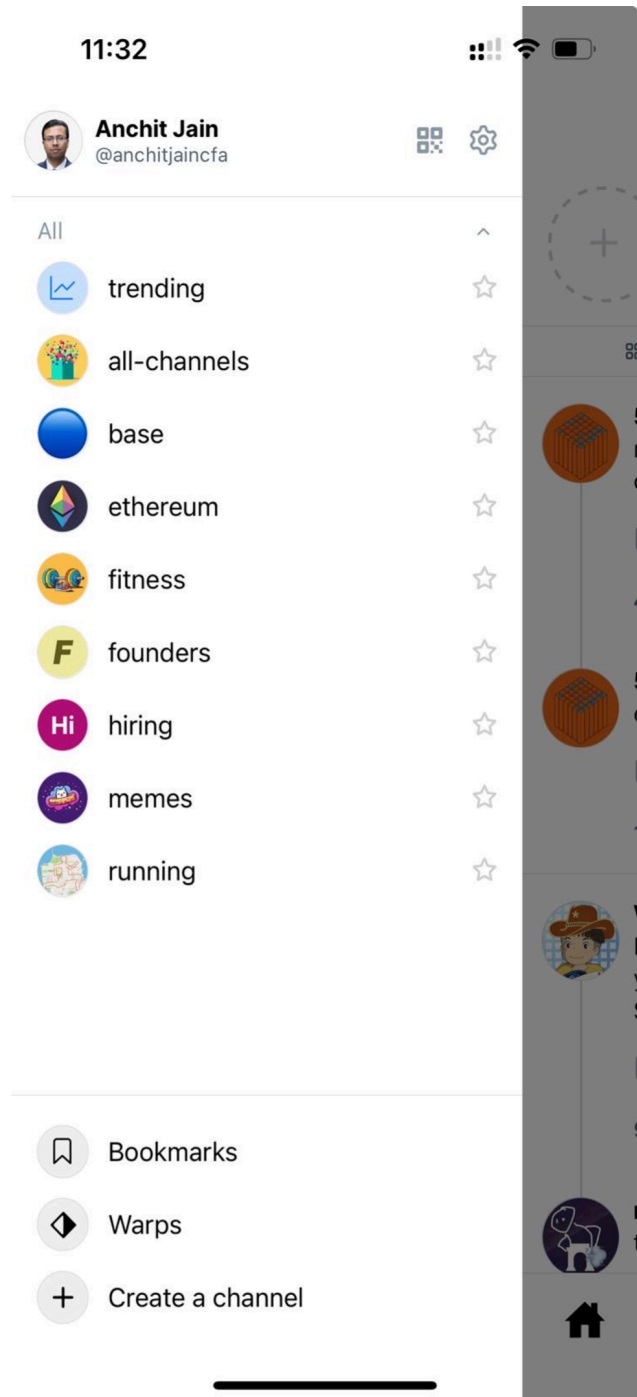 11:32
Anchit Jain
@anchitjaincfa
All
trending
all-channels
base
ethereum
fitness
F
founders
Hi
hiring
memes
running
Bookmarks
Warps
Create a channel